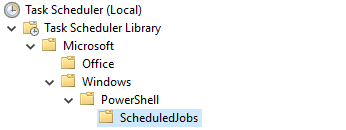 Task Scheduler (Local)
Task Scheduler Library
Microsoft
Office
Windows
PowerShell
ScheduledJobs